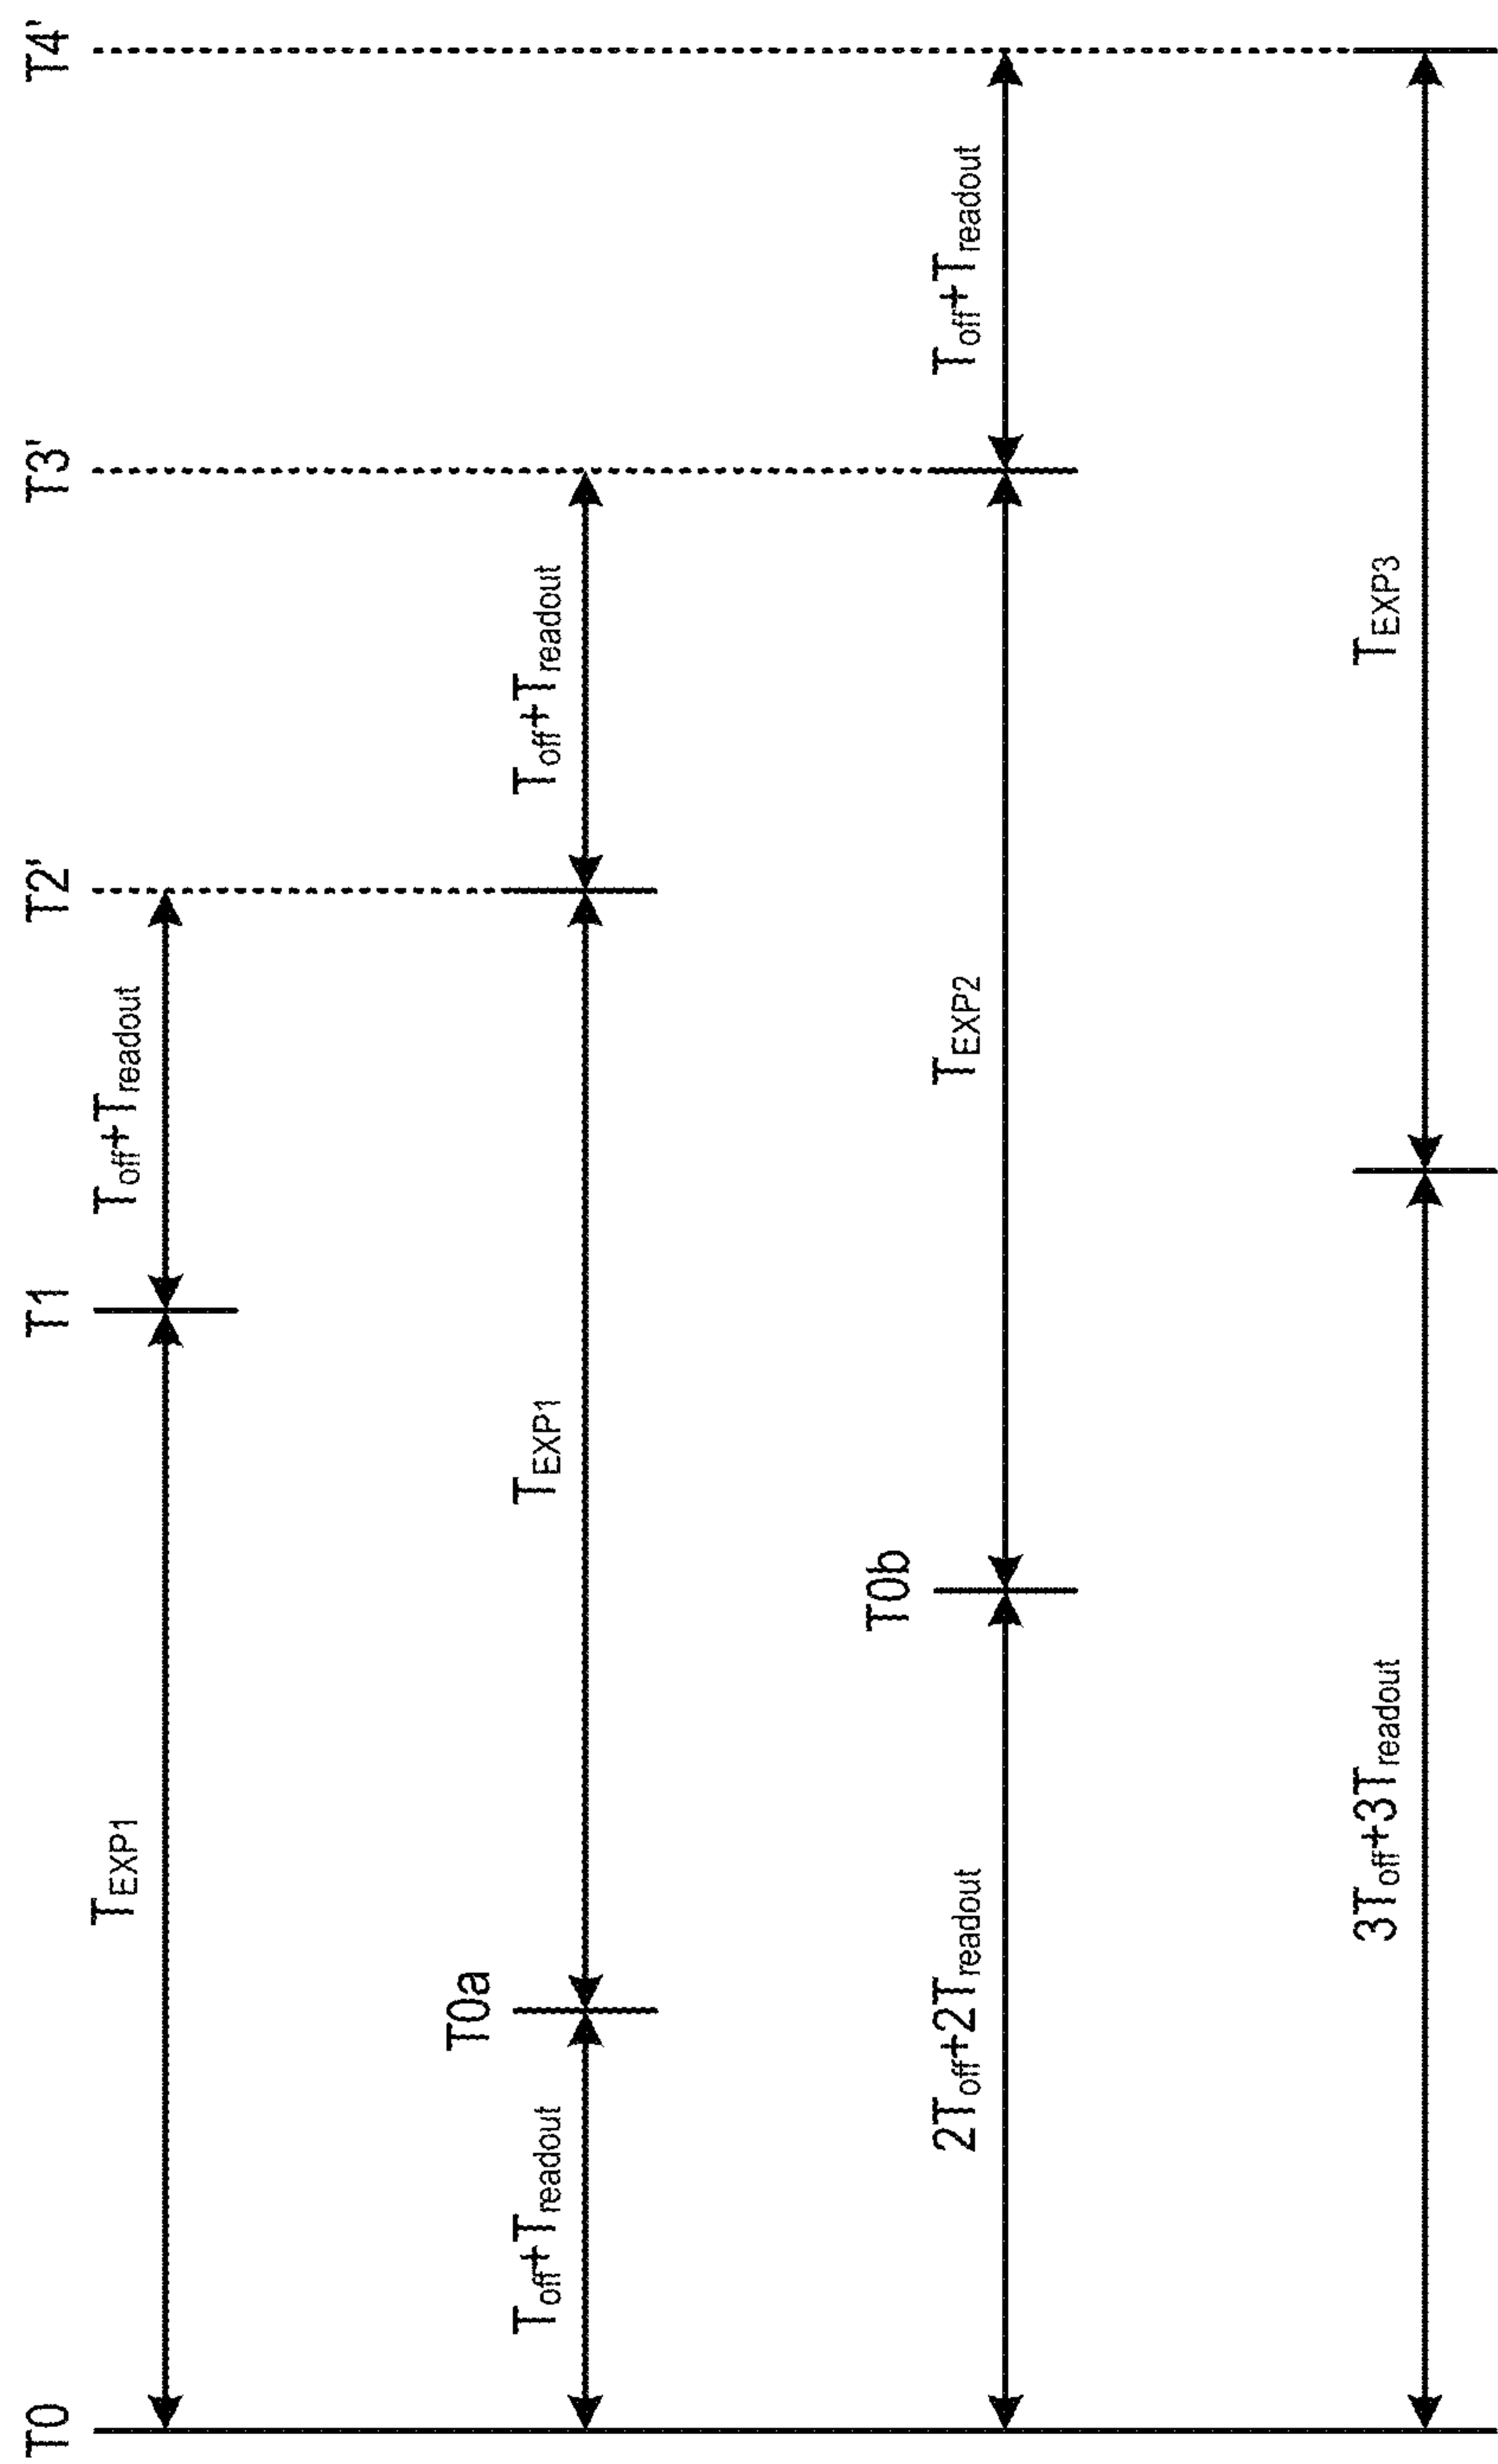 T0 T1 T2' T3' T4'
TEXP1 Toff+Treadout
T0a
Toff+Treadout TEXP1 Toff+Treadout
T0b
2Toff+2Treadout TEXP2 Toff+Treadout
3Toff+3Treadout TEXP3